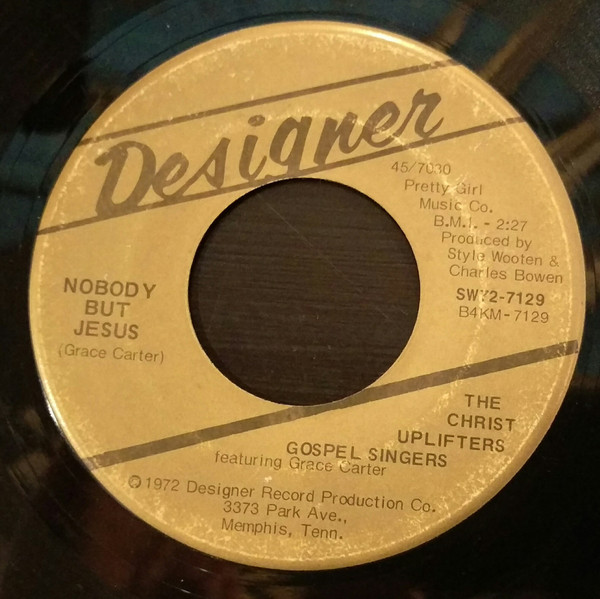 Designer
45/7030
Pretty Girl
Music Co.
B.M.I. - 2:27
Produced by
Style Wooten &
Charles Bowen
SWY2-7129
B4KM-7129
NOBODY
BUT
JESUS
(Grace Carter)
THE
CHRIST
UPLIFTERS
GOSPEL SINGERS
featuring Grace Carter
℗1972 Designer Record Production Co.
3373 Park Ave.,
Memphis, Tenn.